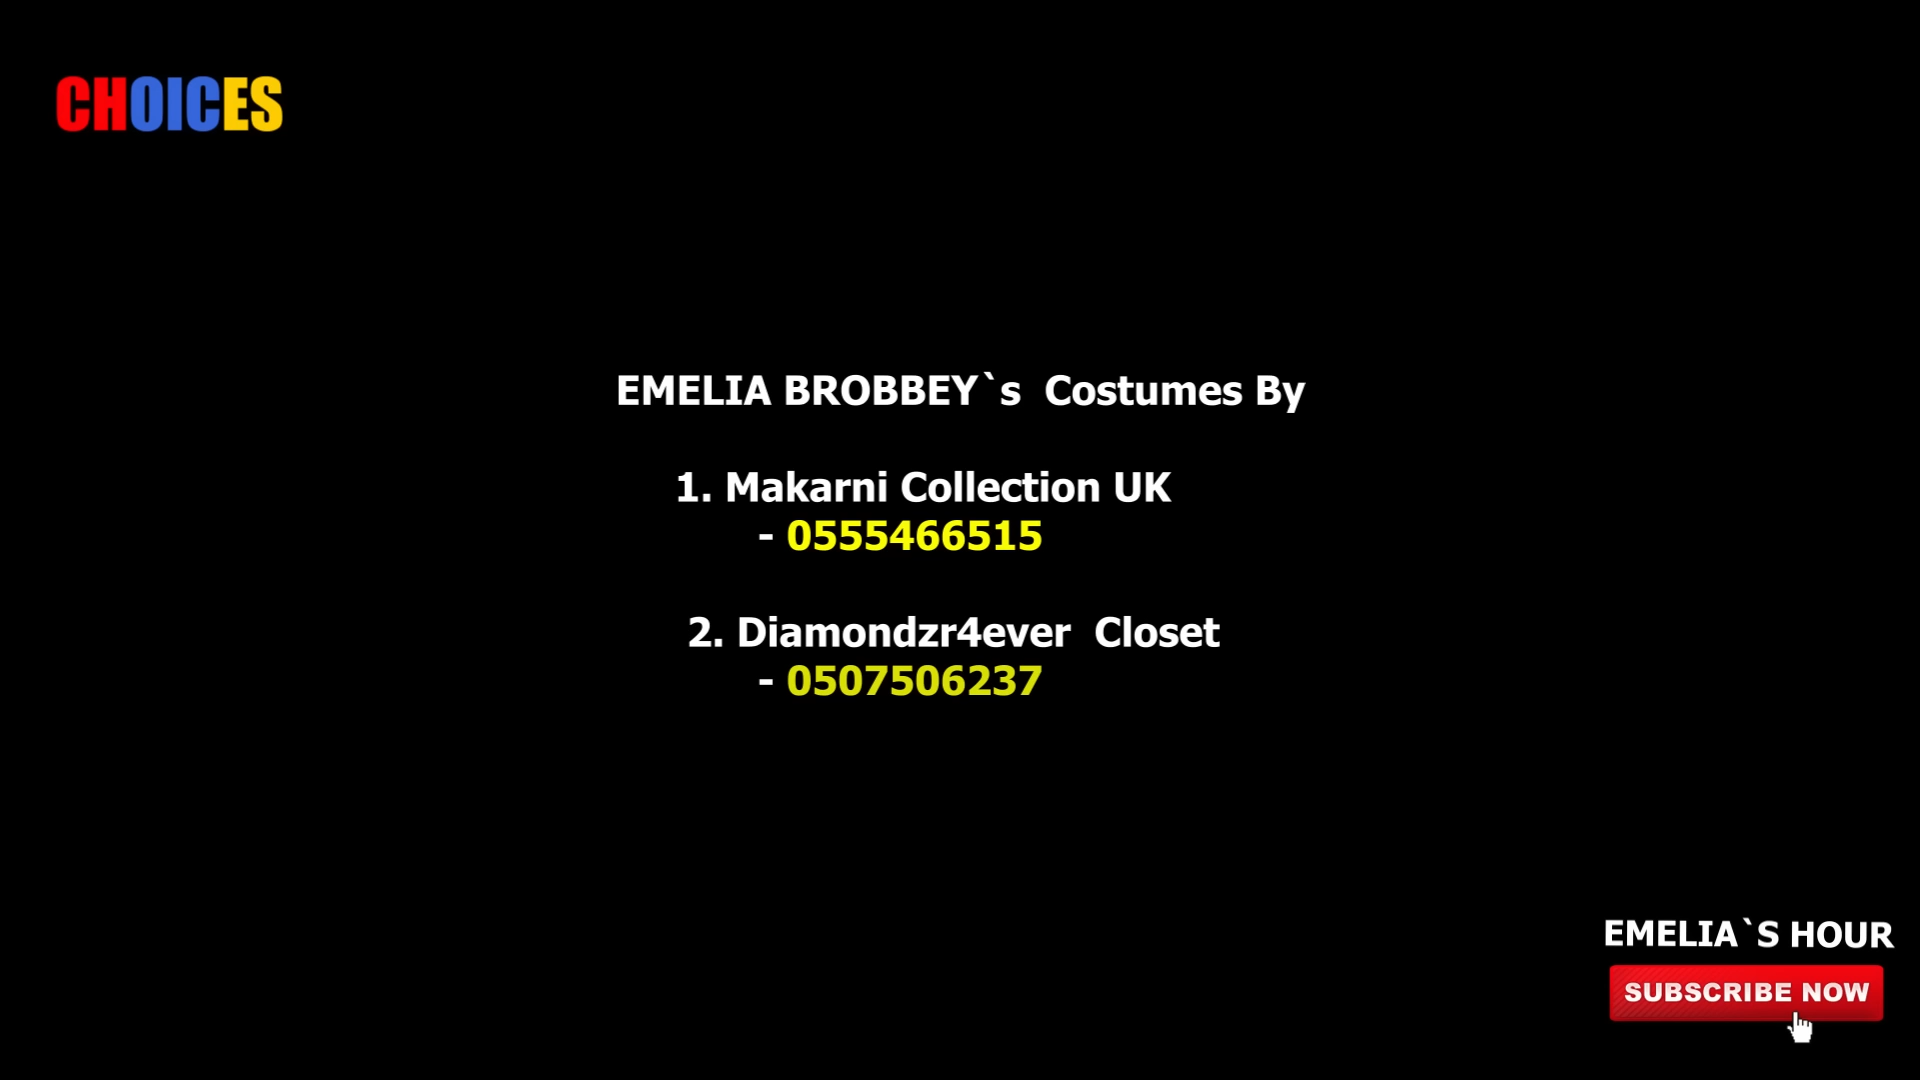 CHOICES
EMELIA BROBBEY`s  Costumes By
1. Makarni Collection UK
- 0555466515
2. Diamondzr4ever  Closet
- 0507506237
EMELIA`S HOUR
SUBSCRIBE NOW